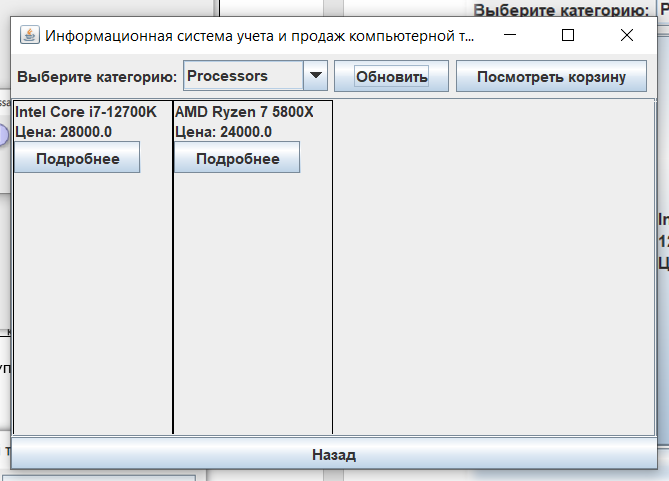 Выберите категорию:
Информационная система учета и продаж компьютерной т...
Выберите категорию: Processors Обновить Посмотреть корзину
Intel Core i7-12700K AMD Ryzen 7 5800X
Цена: 28000.0 Цена: 24000.0
Подробнее Подробнее
Назад